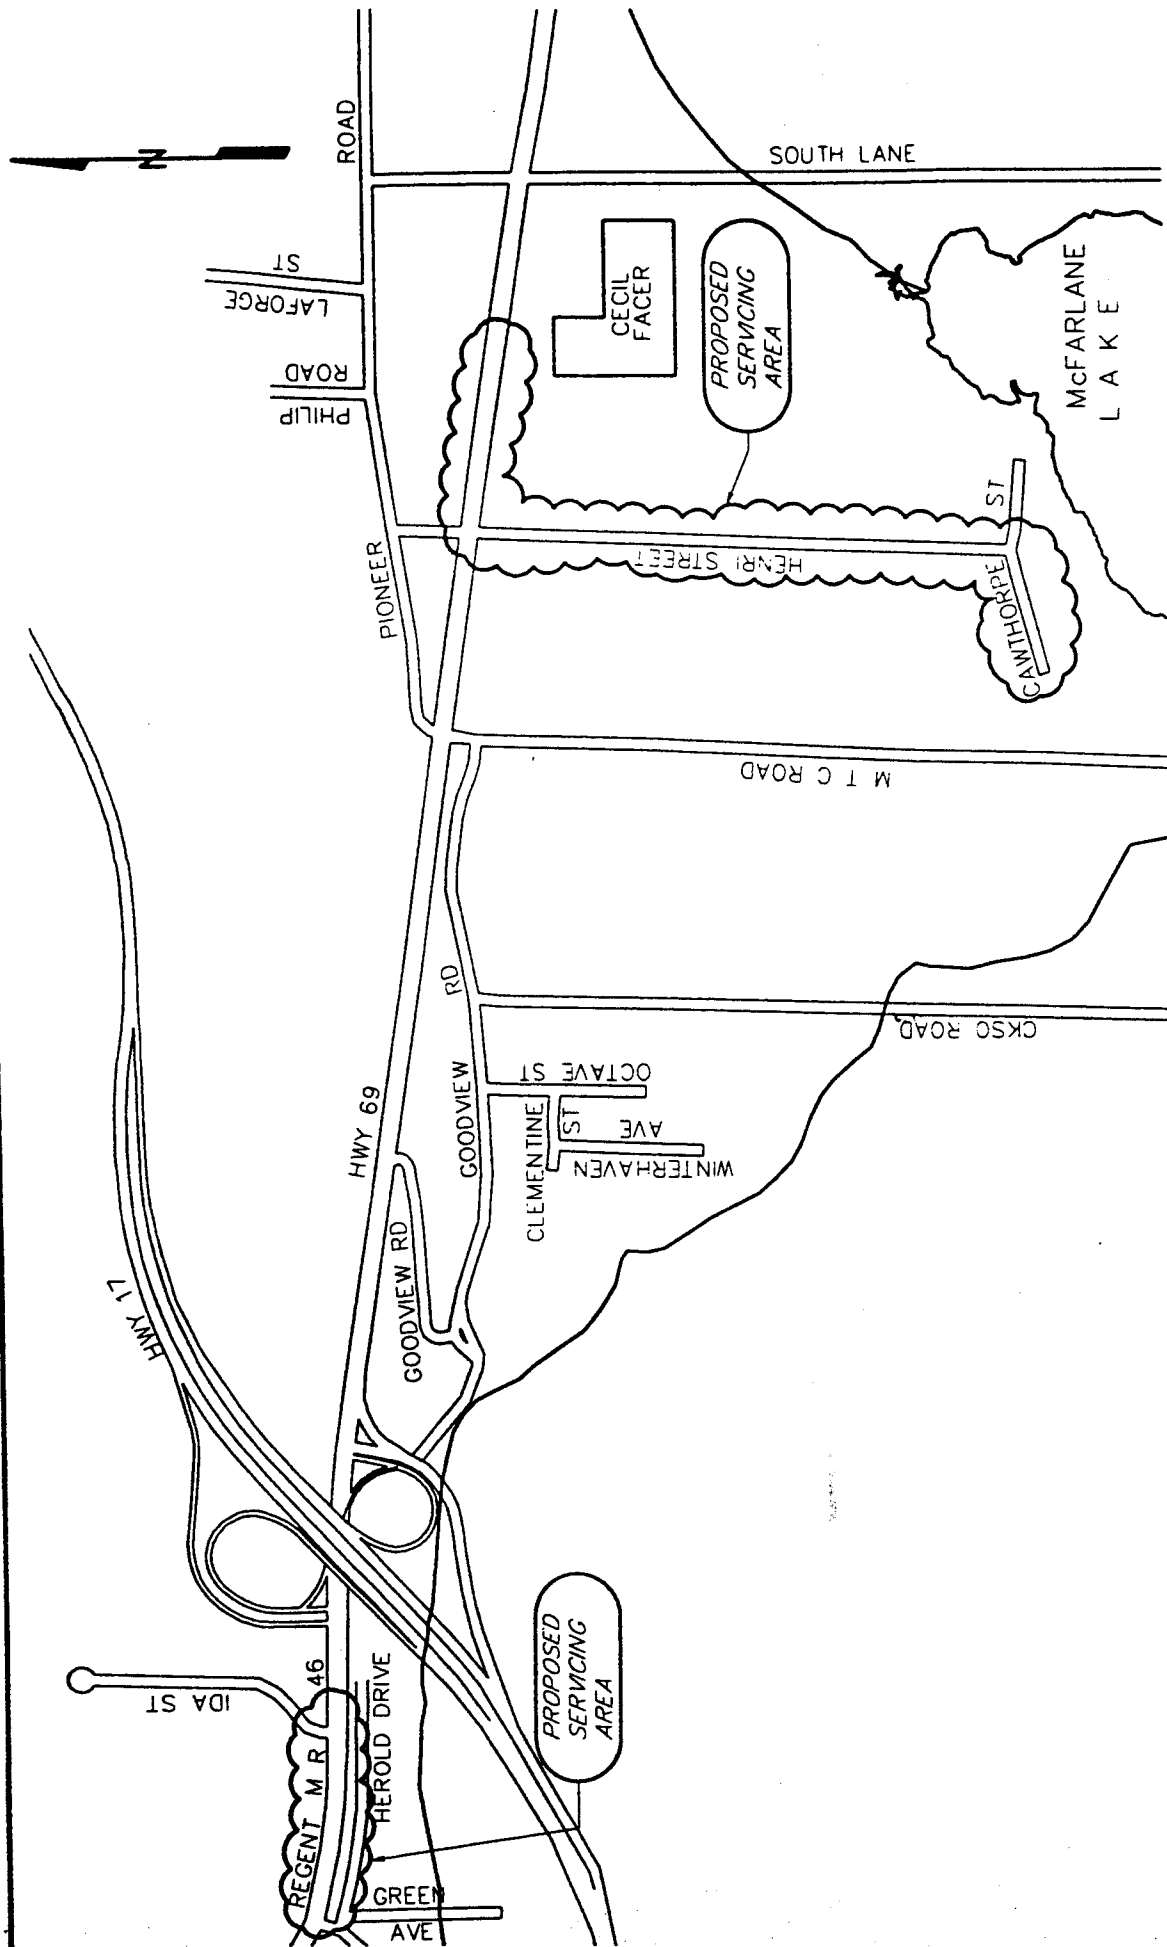 N
ROAD
SOUTH LANE
LAFORGE
ST
PHILIP
ROAD
CECIL
FACER
PROPOSED
SERVICING
AREA
McFARLANE
LAKE
PIONEER
HENRI STREET
CAWTHORPE
ST
M T C ROAD
HWY 17
HWY 69
GOODVIEW
RD
CKSO ROAD
OCTAVE ST
CLEMENTINE
ST
WINTERHAVEN
AVE
GOODVIEW RD
IDA ST
REGENT M R 46
HEROLD DRIVE
GREEN
AVE
PROPOSED
SERVICING
AREA